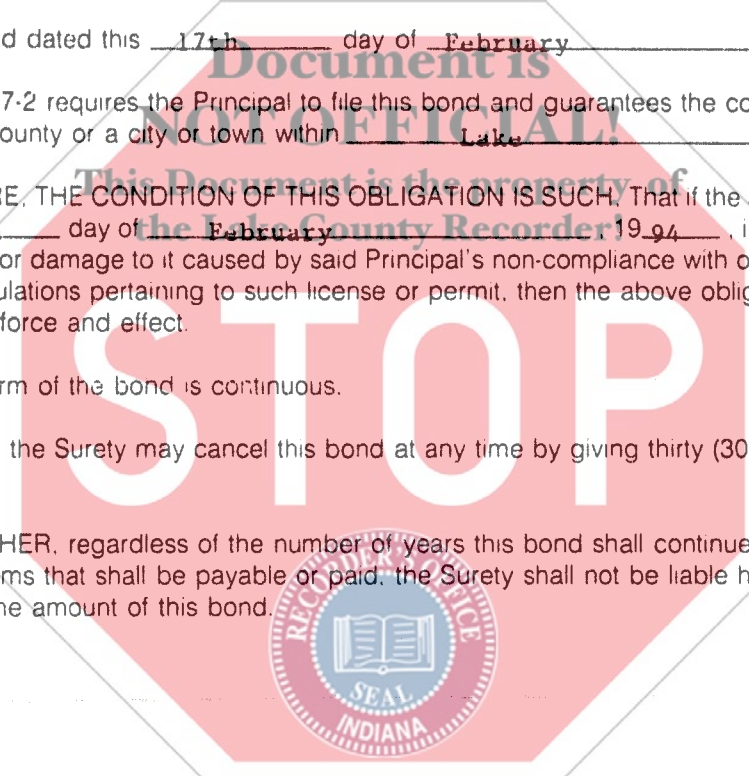 d dated this 17th day of February
Document is
7-2 requires the Principal to file this bond and guarantees the co
NOT OFFICIAL!
ounty or a city or town within Lake
This Document is the property of
RE, THE CONDITION OF THIS OBLIGATION IS SUCH, That if the
the Lake County Recorder!
day of February, 19 94, i
or damage to it caused by said Principal's non-compliance with o
ulations pertaining to such license or permit, then the above oblig
force and effect.
STOP
rm of the bond is continuous.
the Surety may cancel this bond at any time by giving thirty (30
HER, regardless of the number of years this bond shall continue
ms that shall be payable or paid, the Surety shall not be liable h
ne amount of this bond.
RECORDER'S OFFICE
SEAL
INDIANA